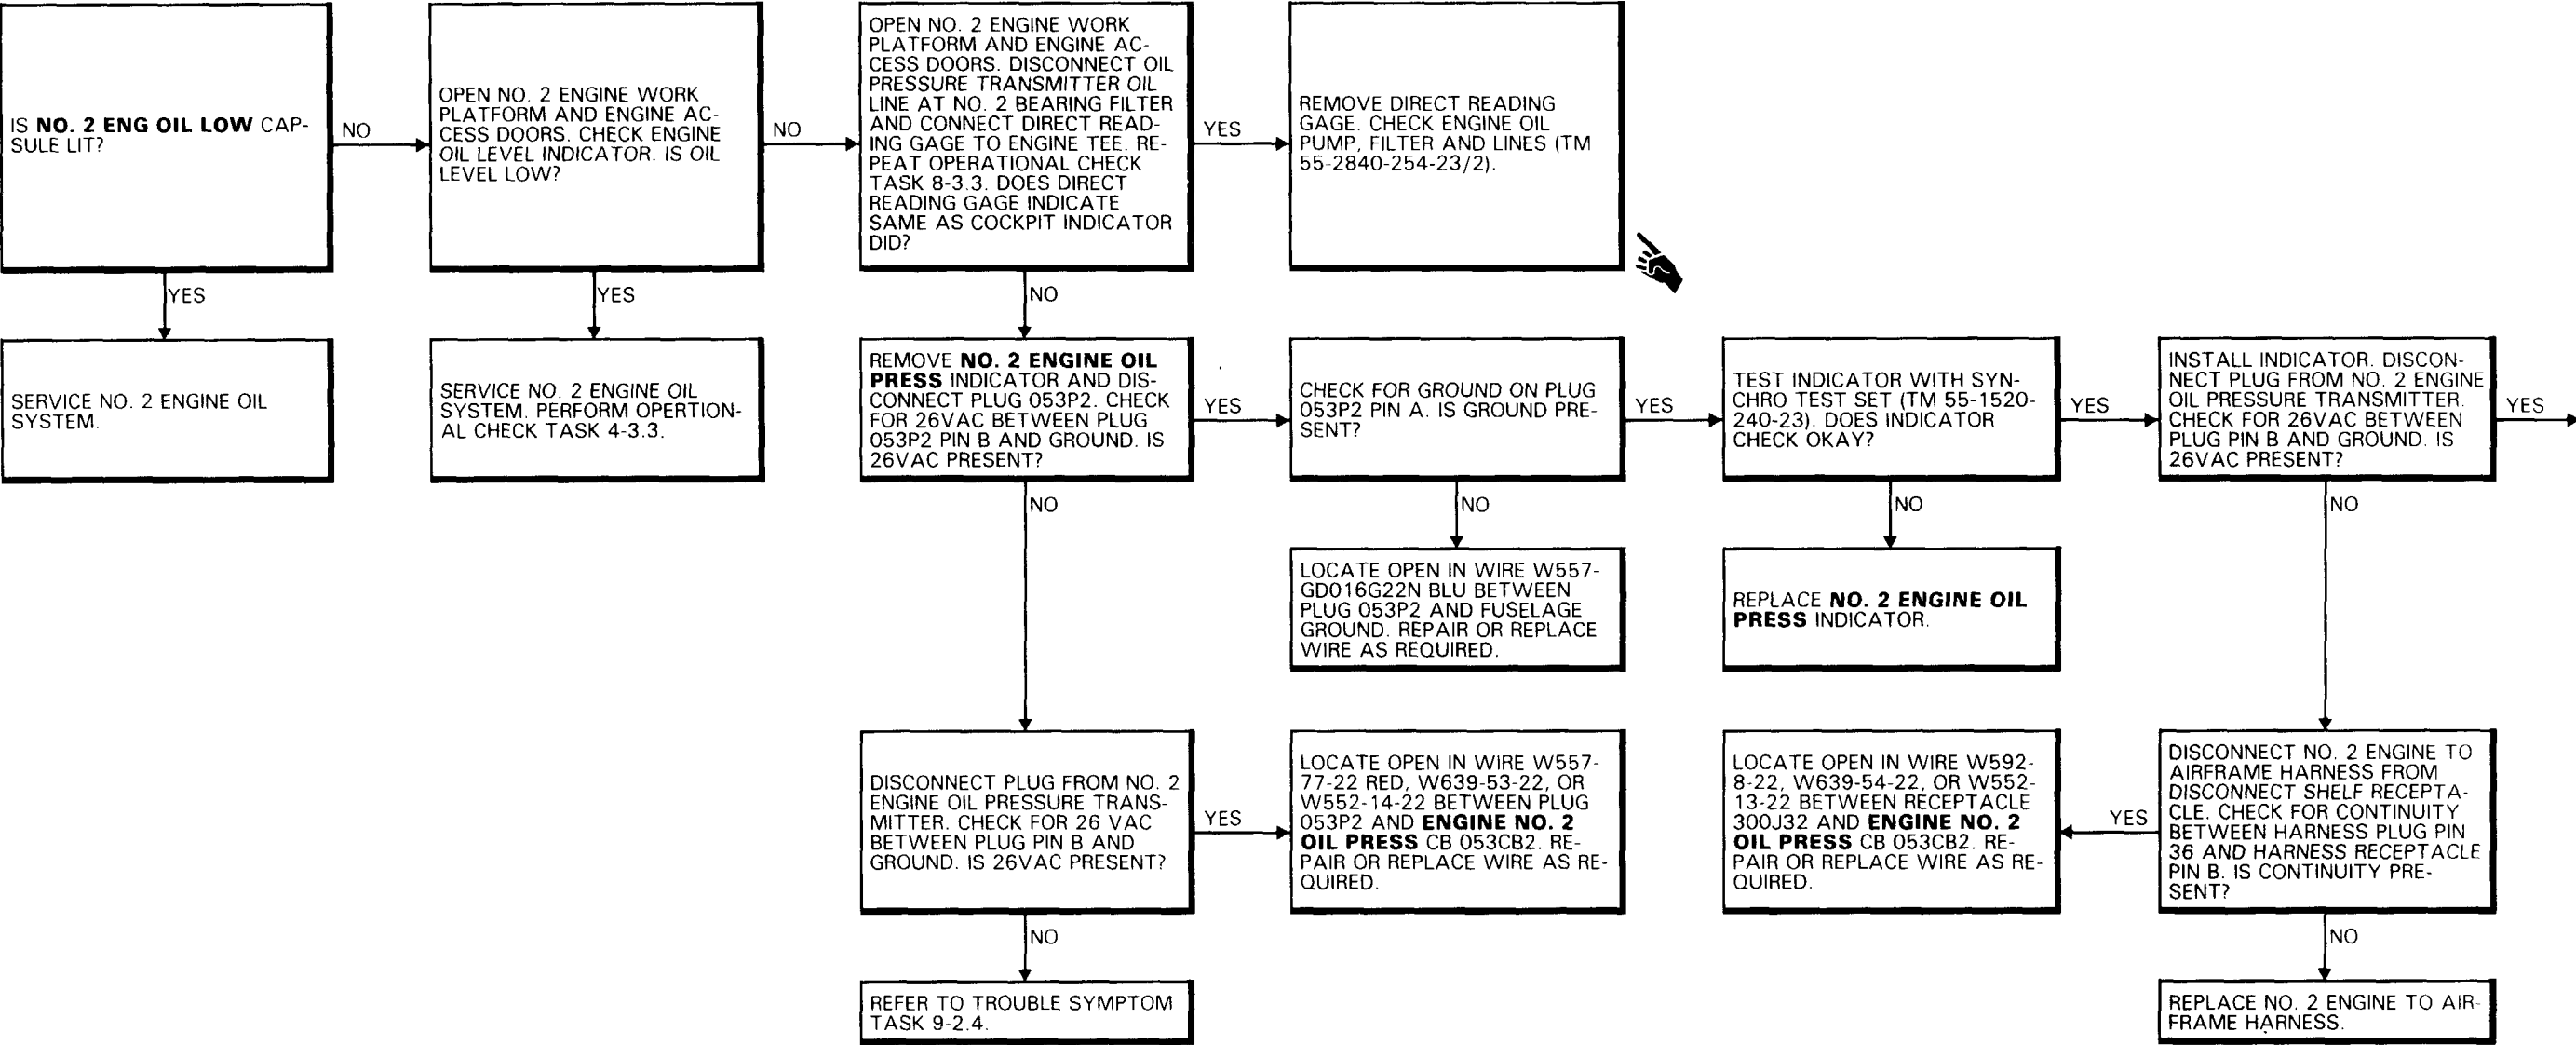 IS NO. 2 ENG OIL LOW CAP-
SULE LIT?
NO
YES
SERVICE NO. 2 ENGINE OIL
SYSTEM.
OPEN NO. 2 ENGINE WORK
PLATFORM AND ENGINE AC-
CESS DOORS. CHECK ENGINE
OIL LEVEL INDICATOR. IS OIL
LEVEL LOW?
NO
YES
SERVICE NO. 2 ENGINE OIL
SYSTEM. PERFORM OPERTION-
AL CHECK TASK 4-3.3.
OPEN NO. 2 ENGINE WORK
PLATFORM AND ENGINE AC-
CESS DOORS. DISCONNECT OIL
PRESSURE TRANSMITTER OIL
LINE AT NO. 2 BEARING FILTER
AND CONNECT DIRECT READ-
ING GAGE TO ENGINE TEE. RE-
PEAT OPERATIONAL CHECK
TASK 8-3.3. DOES DIRECT
READING GAGE INDICATE
SAME AS COCKPIT INDICATOR
DID?
YES
NO
REMOVE DIRECT READING
GAGE. CHECK ENGINE OIL
PUMP, FILTER AND LINES (TM
55-2840-254-23/2).
REMOVE NO. 2 ENGINE OIL
PRESS INDICATOR AND DIS-
CONNECT PLUG 053P2. CHECK
FOR 26VAC BETWEEN PLUG
053P2 PIN B AND GROUND. IS
26VAC PRESENT?
YES
NO
CHECK FOR GROUND ON PLUG
053P2 PIN A. IS GROUND PRE-
SENT?
YES
NO
LOCATE OPEN IN WIRE W557-
GD016G22N BLU BETWEEN
PLUG 053P2 AND FUSELAGE
GROUND. REPAIR OR REPLACE
WIRE AS REQUIRED.
TEST INDICATOR WITH SYN-
CHRO TEST SET (TM 55-1520-
240-23). DOES INDICATOR
CHECK OKAY?
YES
NO
REPLACE NO. 2 ENGINE OIL
PRESS INDICATOR.
INSTALL INDICATOR. DISCON-
NECT PLUG FROM NO. 2 ENGINE
OIL PRESSURE TRANSMITTER.
CHECK FOR 26VAC BETWEEN
PLUG PIN B AND GROUND. IS
26VAC PRESENT?
YES
NO
DISCONNECT PLUG FROM NO. 2
ENGINE OIL PRESSURE TRANS-
MITTER. CHECK FOR 26 VAC
BETWEEN PLUG PIN B AND
GROUND. IS 26VAC PRESENT?
YES
NO
REFER TO TROUBLE SYMPTOM
TASK 9-2.4.
LOCATE OPEN IN WIRE W557-
77-22 RED, W639-53-22, OR
W552-14-22 BETWEEN PLUG
053P2 AND ENGINE NO. 2
OIL PRESS CB 053CB2. RE-
PAIR OR REPLACE WIRE AS RE-
QUIRED.
LOCATE OPEN IN WIRE W592-
8-22, W639-54-22, OR W552-
13-22 BETWEEN RECEPTACLE
300J32 AND ENGINE NO. 2
OIL PRESS CB 053CB2. RE-
PAIR OR REPLACE WIRE AS RE-
QUIRED.
YES
DISCONNECT NO. 2 ENGINE TO
AIRFRAME HARNESS FROM
DISCONNECT SHELF RECEPTA-
CLE. CHECK FOR CONTINUITY
BETWEEN HARNESS PLUG PIN
36 AND HARNESS RECEPTACLE
PIN B. IS CONTINUITY PRE-
SENT?
NO
REPLACE NO. 2 ENGINE TO AIR-
FRAME HARNESS.